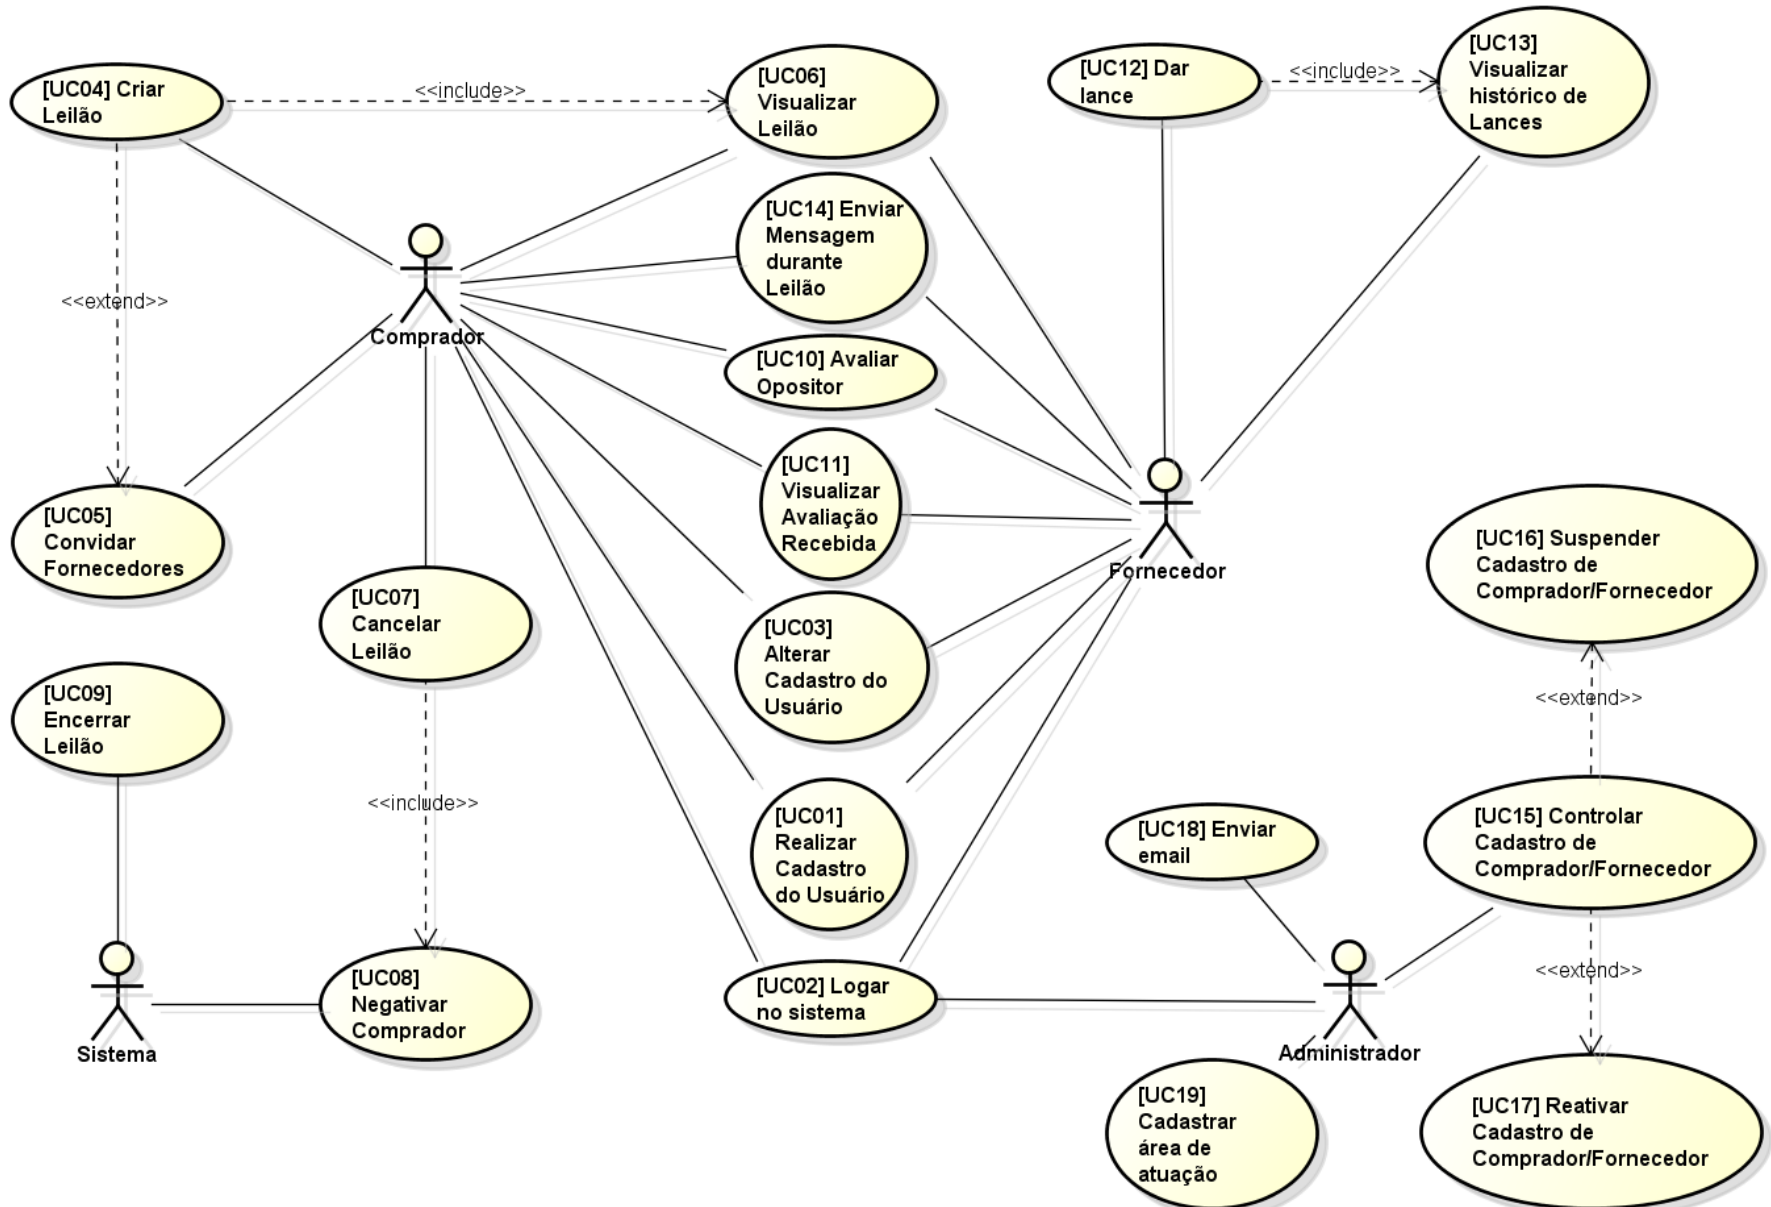 [UC04] Criar
Leilão
<<include>>
[UC06]
Visualizar
Leilão
[UC12] Dar
lance
<<include>>
[UC13]
Visualizar
histórico de
Lances
[UC14] Enviar
Mensagem
durante
Leilão
<<extend>>
Comprador
[UC10] Avaliar
Opositor
[UC11]
Visualizar
Avaliação
Recebida
Fornecedor
[UC05]
Convidar
Fornecedores
[UC16] Suspender
Cadastro de
Comprador/Fornecedor
[UC07]
Cancelar
Leilão
[UC03]
Alterar
Cadastro do
Usuário
[UC09]
Encerrar
Leilão
<<extend>>
<<include>>
[UC01]
Realizar
Cadastro
do Usuário
[UC18] Enviar
email
[UC15] Controlar
Cadastro de
Comprador/Fornecedor
<<extend>>
[UC08]
Negativar
Comprador
[UC02] Logar
no sistema
Sistema
Administrador
[UC19]
Cadastrar
área de
atuação
[UC17] Reativar
Cadastro de
Comprador/Fornecedor